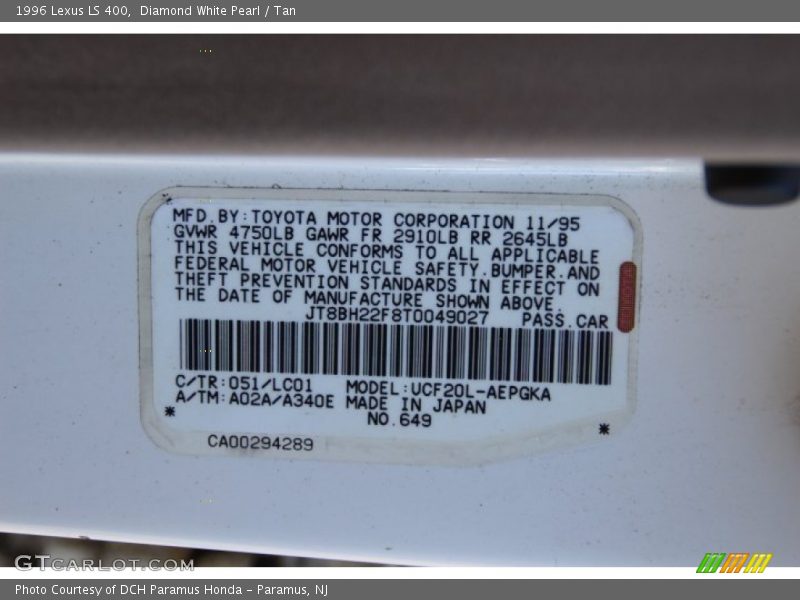 1996 Lexus LS 400,  Diamond White Pearl / Tan
MFD. BY: TOYOTA MOTOR CORPORATION 11/95
GVWR 4750LB GAWR FR 2910LB RR 2645LB
THIS VEHICLE CONFORMS TO ALL APPLICABLE
FEDERAL MOTOR VEHICLE SAFETY. BUMPER. AND
THEFT PREVENTION STANDARDS IN EFFECT ON
THE DATE OF MANUFACTURE SHOWN ABOVE.
JT8BH22F8T0049027 PASS. CAR
C/TR: 051/LC01 MODEL: UCF20L-AEPGKA
A/TM: A02A/A340E MADE IN JAPAN
* NO. 649 *
CA00294289
GTCARLOT.COM
Photo Courtesy of DCH Paramus Honda - Paramus, NJ